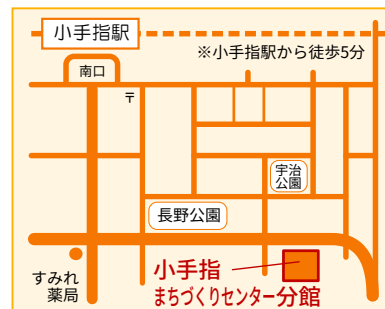 小手指駅
※小手指駅から徒歩5分
南口
〒
宇治
公園
長野公園
すみれ
薬局
小手指
まちづくりセンター分館